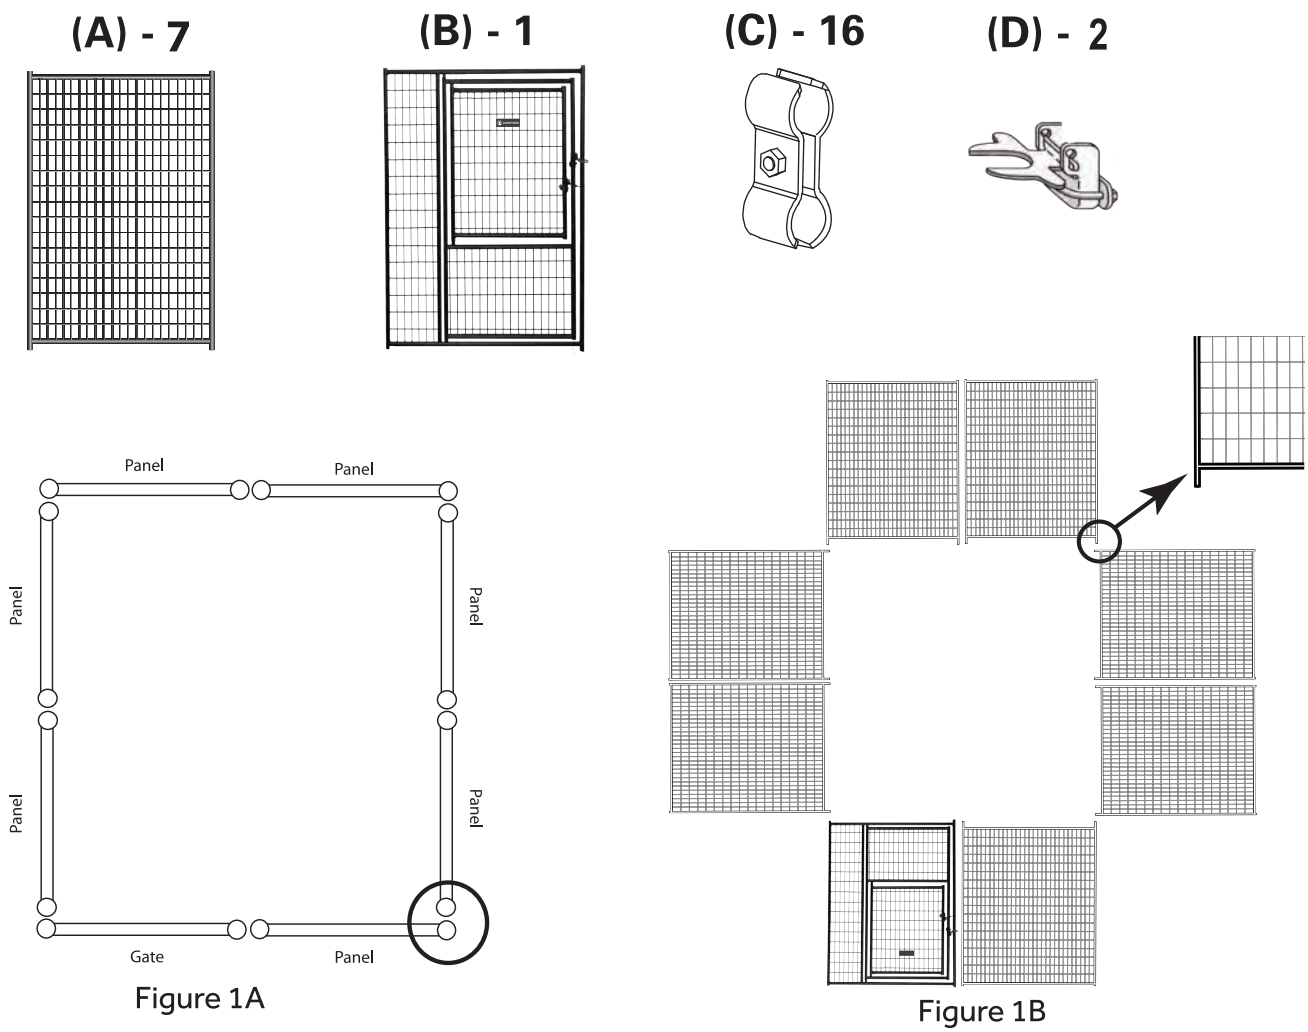 (A) - 7
(B) - 1
(C) - 16
(D) - 2
Panel
Panel
Panel
Panel
Panel
Panel
Gate
Panel
Figure 1A
Figure 1B